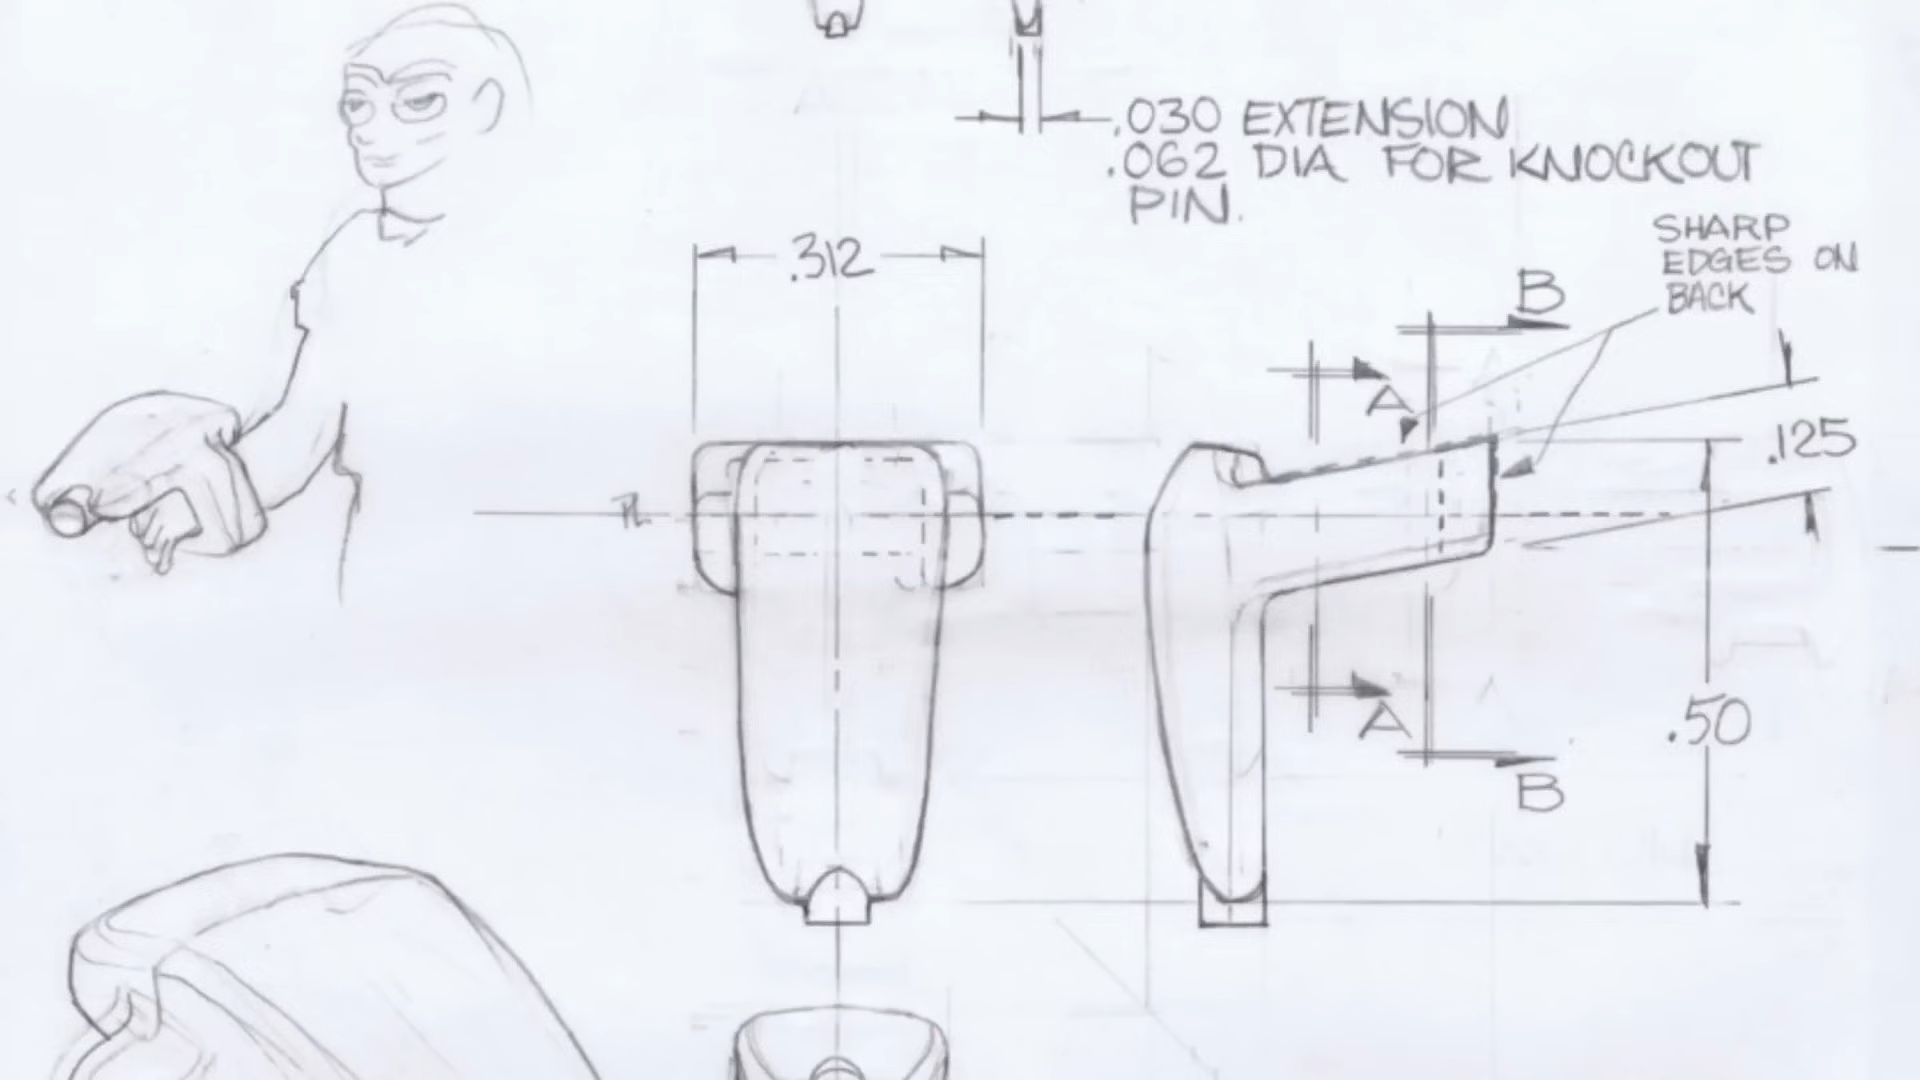 .030 EXTENSION
.062 DIA FOR KNOCKOUT
PIN.
SHARP
EDGES ON
BACK
.312
B
A
.125
PL
.50
A
B